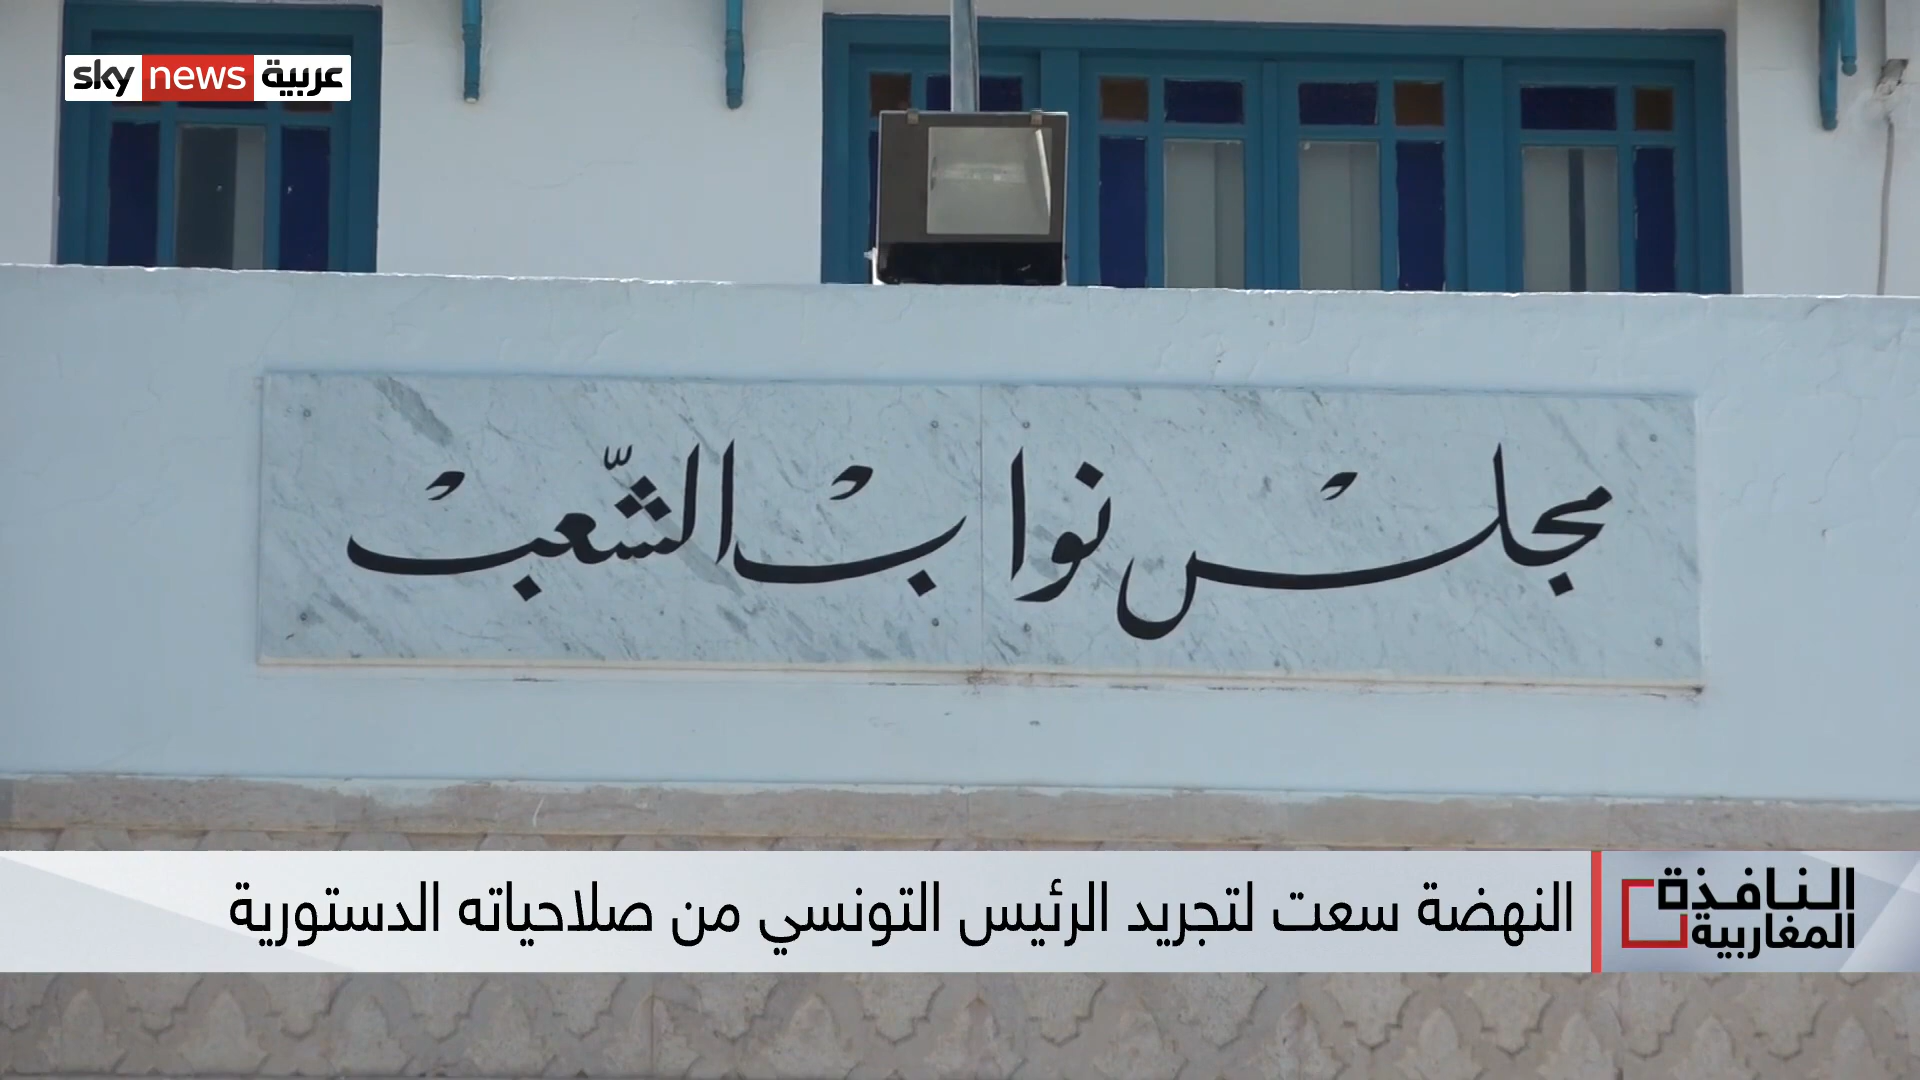 sky news عربية
مجلس نواب الشّعب
النهضة سعت لتجريد الرئيس التونسي من صلاحياته الدستورية
النافذة
المغاربية